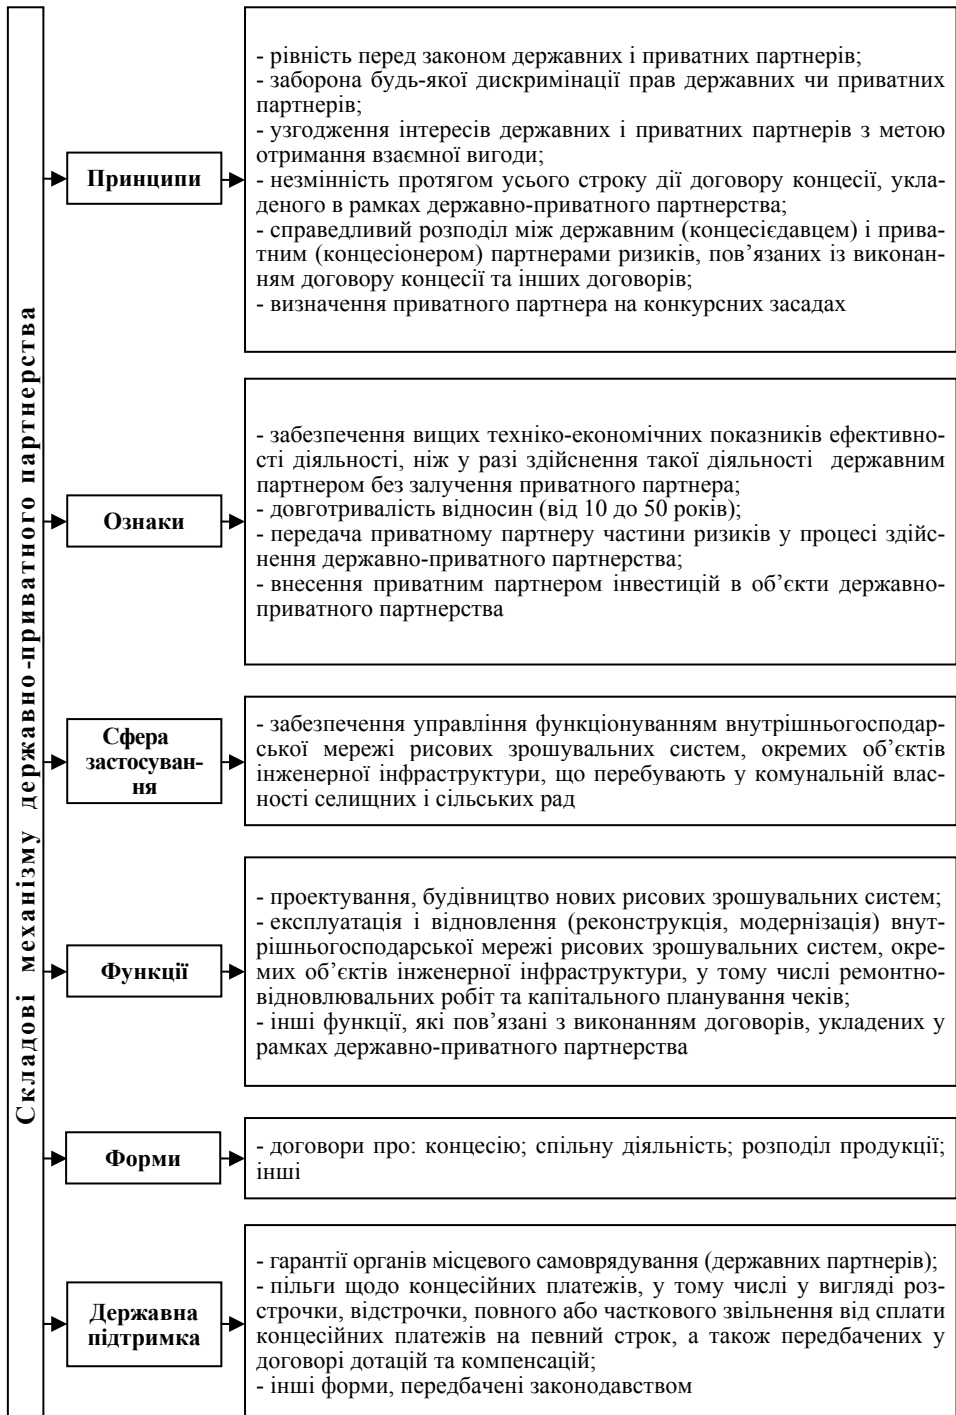 Складові механізму державно-приватного партнерства
Принципи
- рівність перед законом державних і приватних партнерів;
- заборона будь-якої дискримінації прав державних чи приватних
партнерів;
- узгодження інтересів державних і приватних партнерів з метою
отримання взаємної вигоди;
- незмінність протягом усього строку дії договору концесії, укла-
деного в рамках державно-приватного партнерства;
- справедливий розподіл між державним (концесієдавцем) і прива-
тним (концесіонером) партнерами ризиків, пов’язаних із виконан-
ням договору концесії та інших договорів;
- визначення приватного партнера на конкурсних засадах
Ознаки
- забезпечення вищих техніко-економічних показників ефективно-
сті діяльності, ніж у разі здійснення такої діяльності державним
партнером без залучення приватного партнера;
- довготривалість відносин (від 10 до 50 років);
- передача приватному партнеру частини ризиків у процесі здійс-
нення державно-приватного партнерства;
- внесення приватним партнером інвестицій в об’єкти державно-
приватного партнерства
Сфера
застосуван-
ня
- забезпечення управління функціонуванням внутрішньогосподар-
ської мережі рисових зрошувальних систем, окремих об’єктів
інженерної інфраструктури, що перебувають у комунальній влас-
ності селищних і сільських рад
Функції
- проектування, будівництво нових рисових зрошувальних систем;
- експлуатація і відновлення (реконструкція, модернізація) внут-
рішньогосподарської мережі рисових зрошувальних систем, окре-
мих об’єктів інженерної інфраструктури, у тому числі ремонтно-
відновлювальних робіт та капітального планування чеків;
- інші функції, які пов’язані з виконанням договорів, укладених у
рамках державно-приватного партнерства
Форми
- договори про: концесію; спільну діяльність; розподіл продукції;
інші
Державна
підтримка
- гарантії органів місцевого самоврядування (державних партнерів);
- пільги щодо концесійних платежів, у тому числі у вигляді роз-
строчки, відстрочки, повного або часткового звільнення від сплати
концесійних платежів на певний строк, а також передбачених у
договорі дотацій та компенсацій;
- інші форми, передбачені законодавством